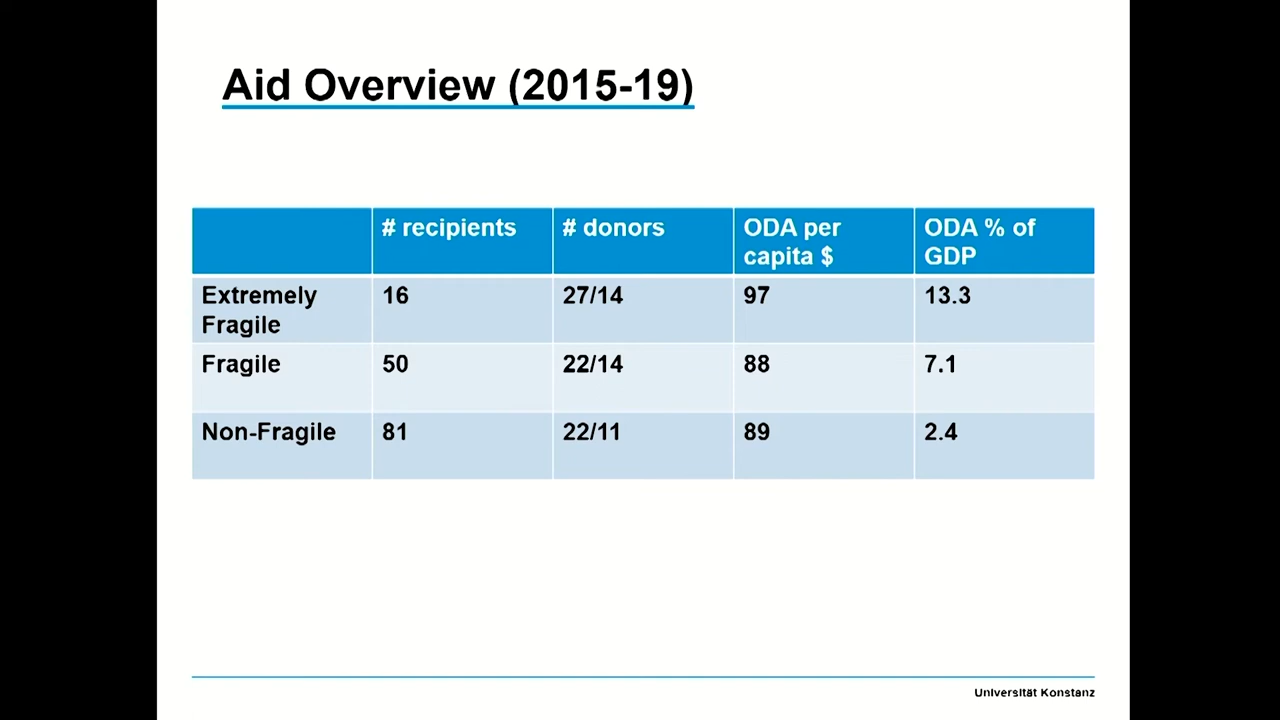 Aid Overview (2015-19)
# recipients # donors ODA per capita $ ODA % of GDP
Extremely Fragile 16 27/14 97 13.3
Fragile 50 22/14 88 7.1
Non-Fragile 81 22/11 89 2.4
Universität Konstanz